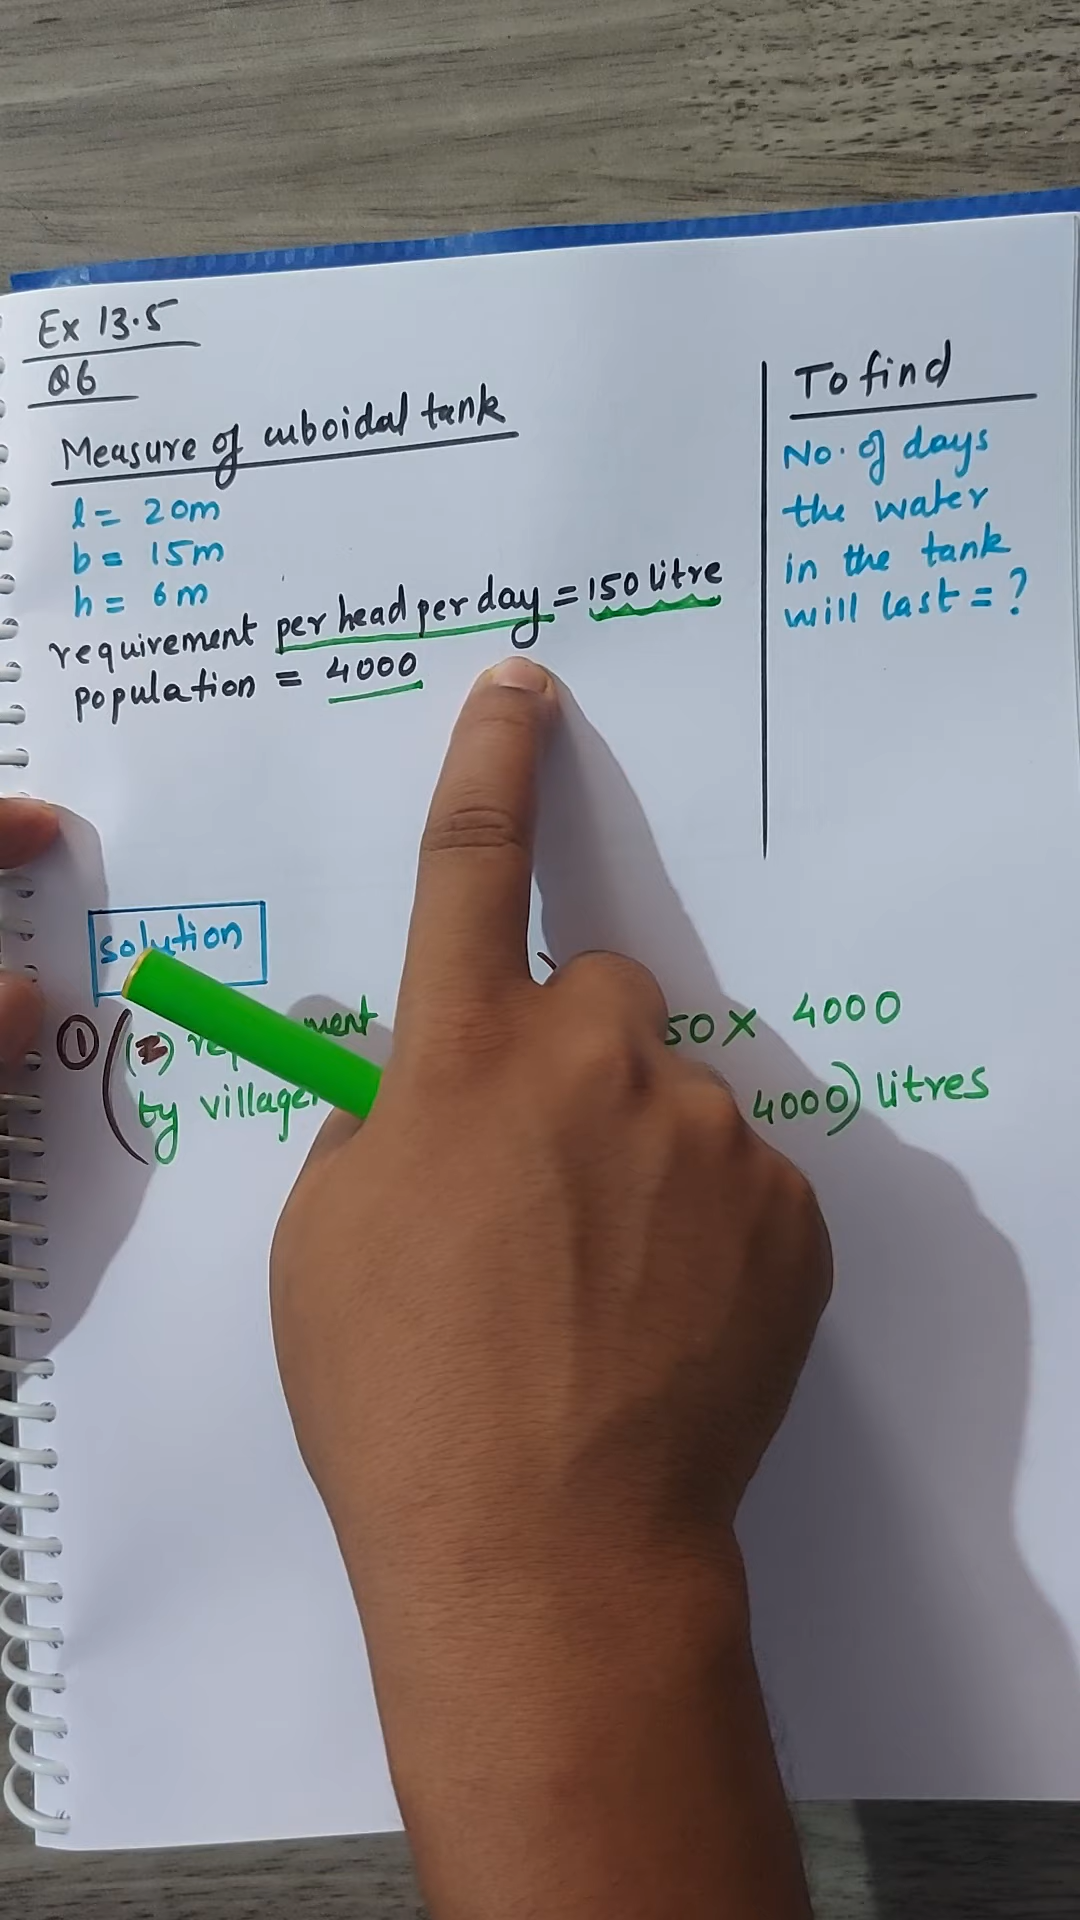 Ex 13.5
Q6
Measure of cuboidal tank
l = 20m
b = 15m
h = 6m
requirement per head per day = 150 litre
population = 4000
To find
No. of days
the water
in the tank
will last = ?
solution
① ment 50 × 4000
by village 4000) litres